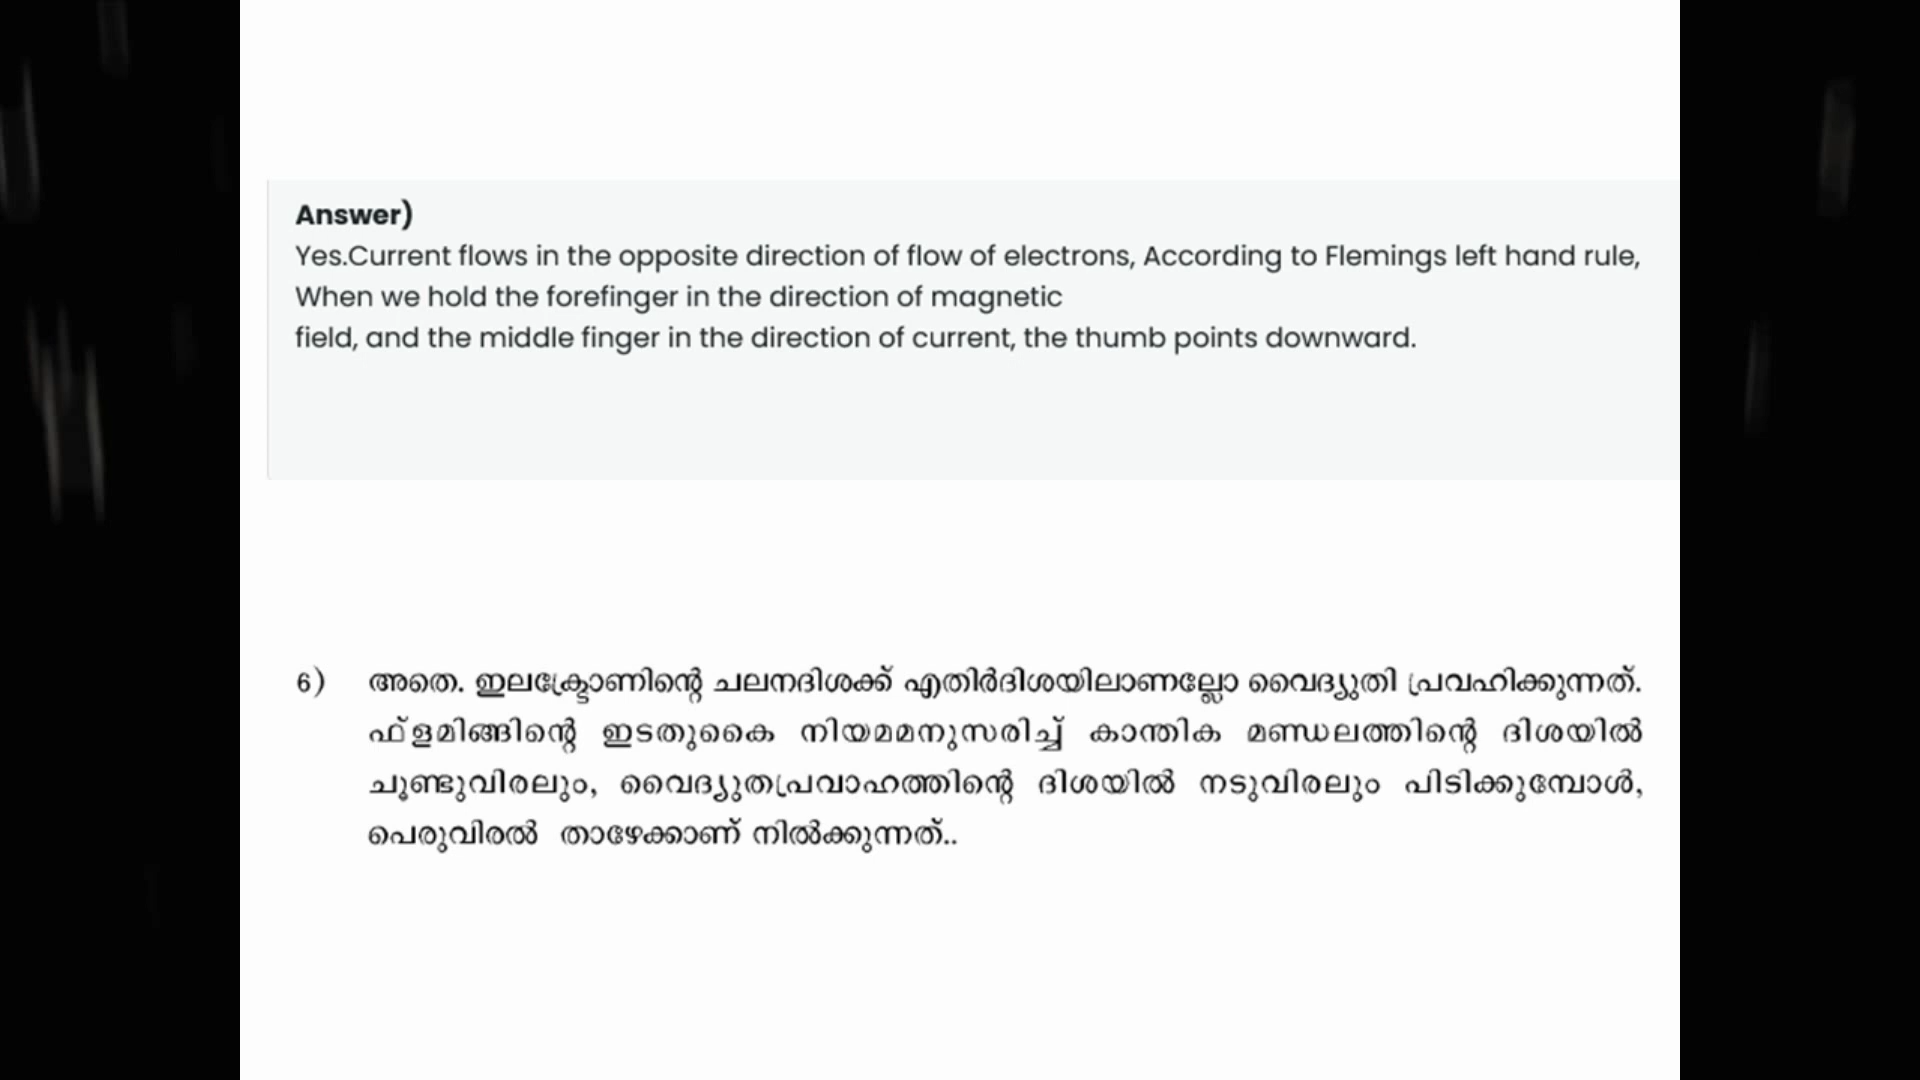 Answer)
Yes.Current flows in the opposite direction of flow of electrons, According to Flemings left hand rule,
When we hold the forefinger in the direction of magnetic
field, and the middle finger in the direction of current, the thumb points downward.
6) അതെ. ഇലക്ട്രോണിന്റെ ചലനദിശക്ക് എതിർദിശയിലാണല്ലോ വൈദ്യുതി പ്രവഹിക്കുന്നത്.
ഫ്ളമിങ്ങിന്റെ ഇടതുകൈ നിയമമനുസരിച്ച് കാന്തിക മണ്ഡലത്തിന്റെ ദിശയിൽ
ചൂണ്ടുവിരലും, വൈദ്യുതപ്രവാഹത്തിന്റെ ദിശയിൽ നടുവിരലും പിടിക്കുമ്പോൾ,
പെരുവിരൽ താഴേക്കാണ് നിൽക്കുന്നത്..